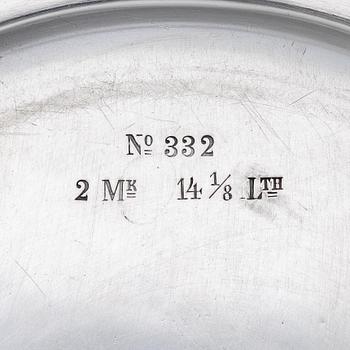 Nº 332
2 Mᴷ 14 ⅛ Lᵀᴴ